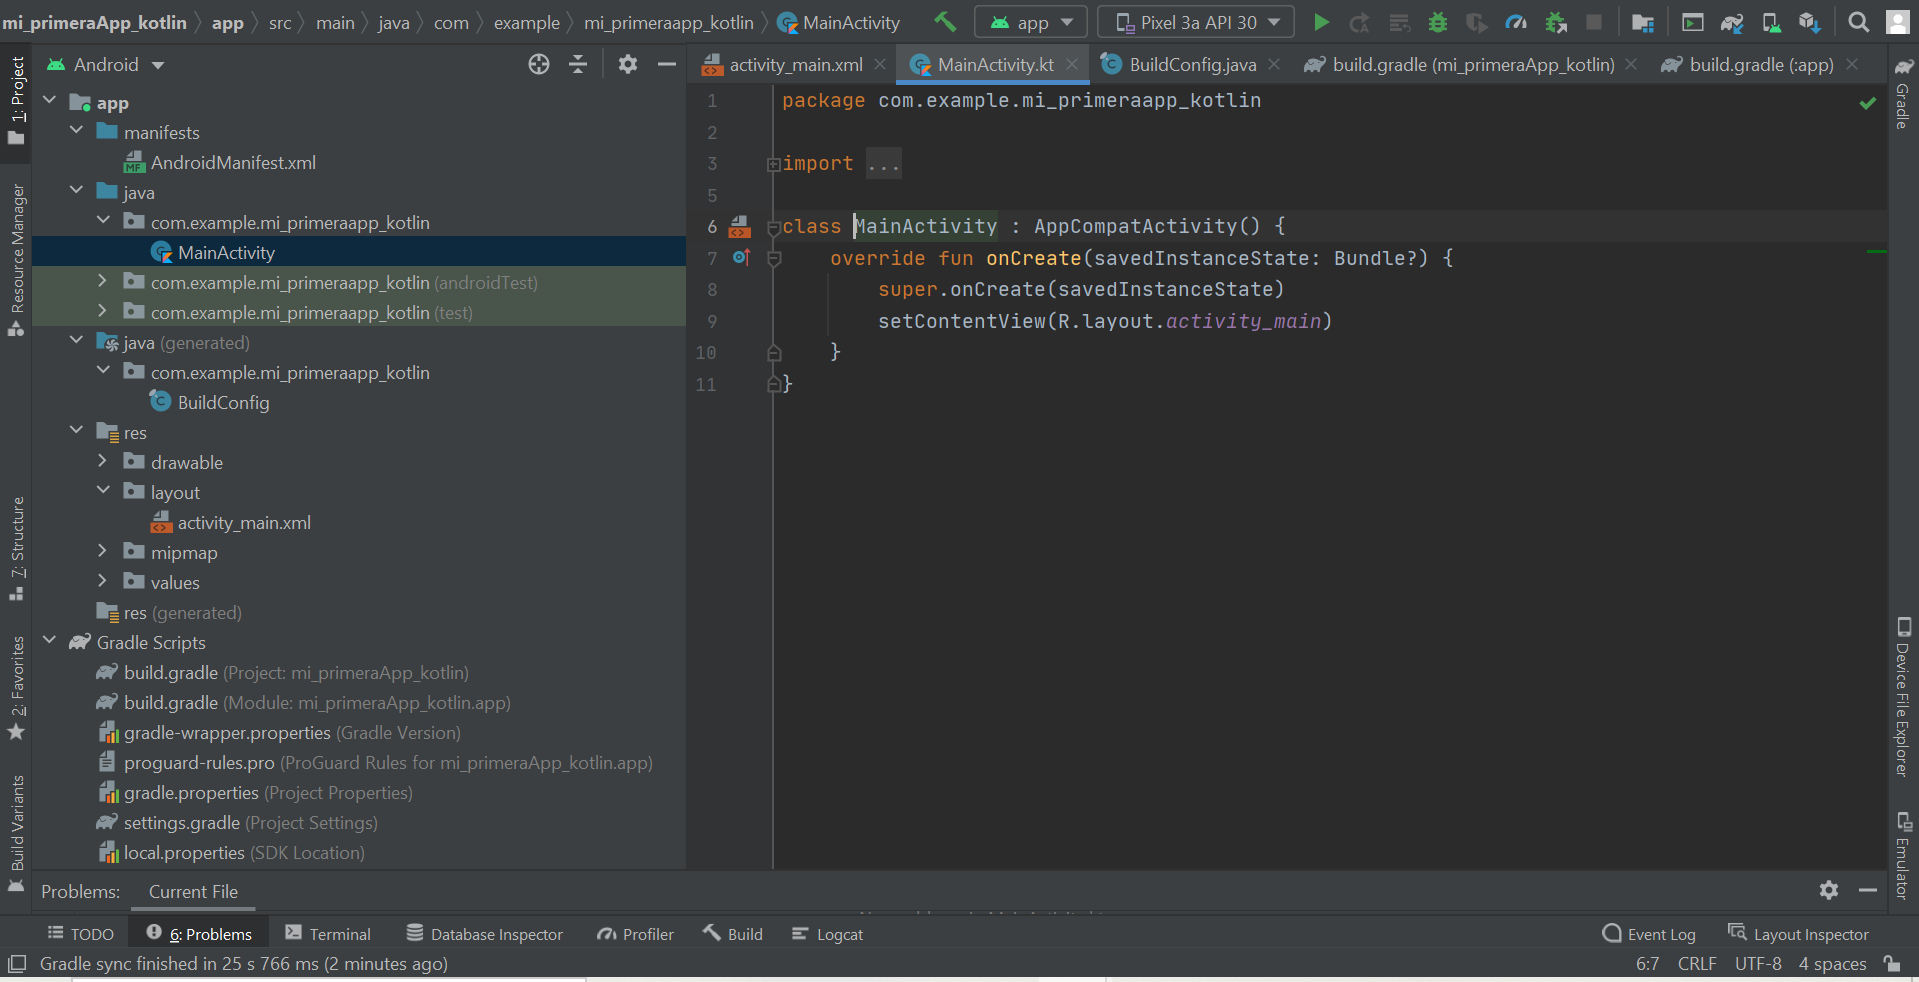 mi_primeraApp_kotlin app src main java com example mi_primeraapp_kotlin MainActivity app Pixel 3a API 30
Android
activity_main.xml MainActivity.kt BuildConfig.java build.gradle (mi_primeraApp_kotlin) build.gradle (:app)
1: Project
Resource Manager
7: Structure
2: Favorites
Build Variants
app
manifests
AndroidManifest.xml
java
com.example.mi_primeraapp_kotlin
MainActivity
com.example.mi_primeraapp_kotlin (androidTest)
com.example.mi_primeraapp_kotlin (test)
java (generated)
com.example.mi_primeraapp_kotlin
BuildConfig
res
drawable
layout
activity_main.xml
mipmap
values
res (generated)
Gradle Scripts
build.gradle (Project: mi_primeraApp_kotlin)
build.gradle (Module: mi_primeraApp_kotlin.app)
gradle-wrapper.properties (Gradle Version)
proguard-rules.pro (ProGuard Rules for mi_primeraApp_kotlin.app)
gradle.properties (Project Properties)
settings.gradle (Project Settings)
local.properties (SDK Location)
1 package com.example.mi_primeraapp_kotlin
2
3 import ...
5
6 class MainActivity : AppCompatActivity() {
7 override fun onCreate(savedInstanceState: Bundle?) {
8 super.onCreate(savedInstanceState)
9 setContentView(R.layout.activity_main)
10 }
11 }
Gradle
Device File Explorer
Emulator
Problems: Current File
TODO 6: Problems Terminal Database Inspector Profiler Build Logcat Event Log Layout Inspector
Gradle sync finished in 25 s 766 ms (2 minutes ago) 6:7 CRLF UTF-8 4 spaces